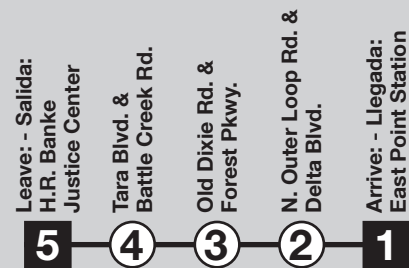 Leave: - Salida:
H.R. Banke
Justice Center
Tara Blvd. &
Battle Creek Rd.
Old Dixie Rd. &
Forest Pkwy.
N. Outer Loop Rd. &
Delta Blvd.
Arrive: - Llegada:
East Point Station
5
4
3
2
1